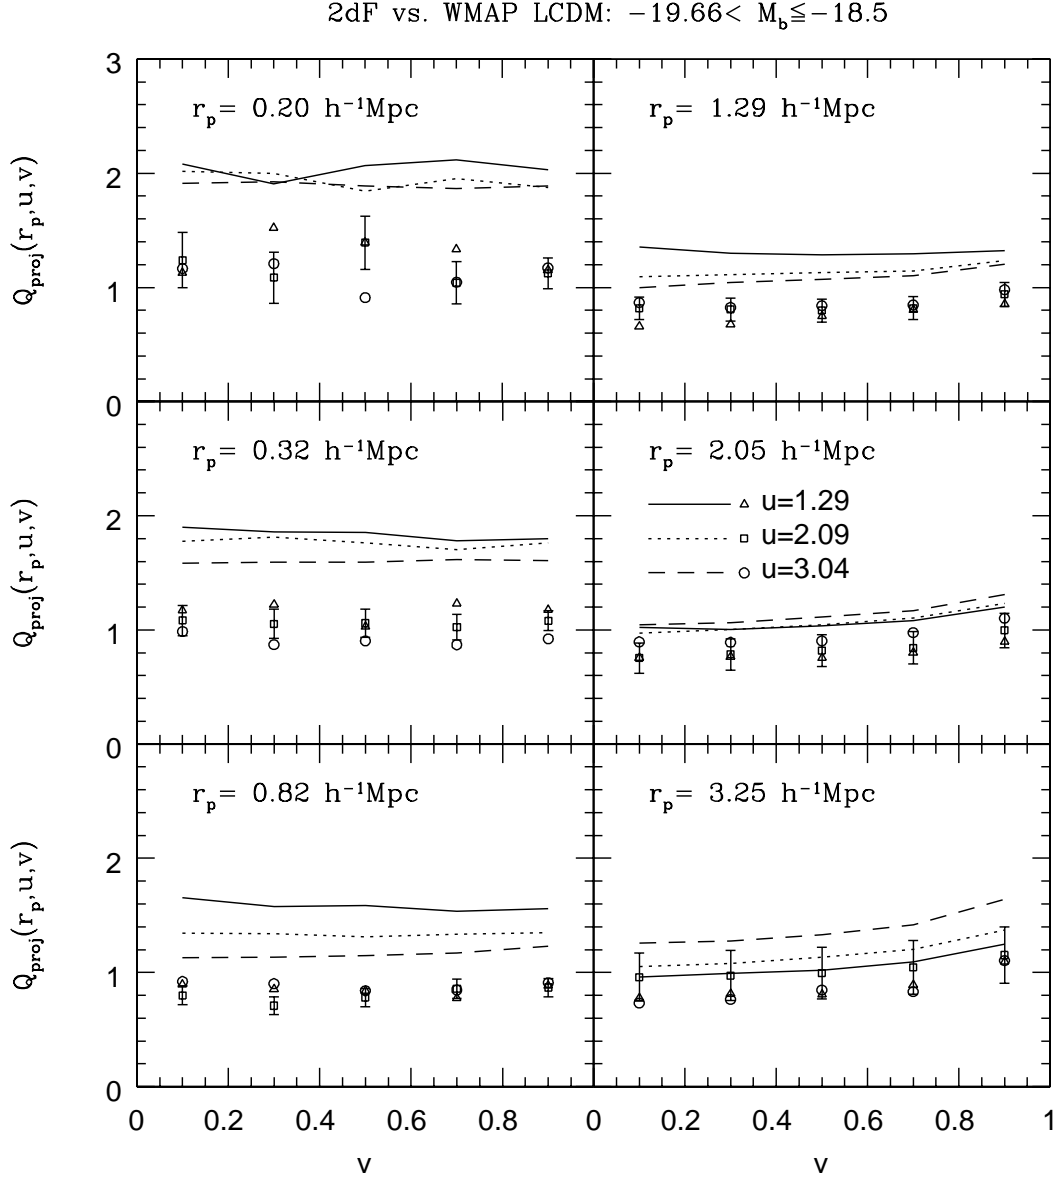 2dF vs. WMAP LCDM: −19.66< M_b≦−18.5
r_p= 0.20 h⁻¹Mpc
r_p= 1.29 h⁻¹Mpc
3
2
1
0
Q_proj(r_p,u,v)
r_p= 0.32 h⁻¹Mpc
r_p= 2.05 h⁻¹Mpc
u=1.29
u=2.09
u=3.04
2
1
0
Q_proj(r_p,u,v)
r_p= 0.82 h⁻¹Mpc
r_p= 3.25 h⁻¹Mpc
2
1
0
Q_proj(r_p,u,v)
0 0.2 0.4 0.6 0.8 0 0.2 0.4 0.6 0.8 1
v v